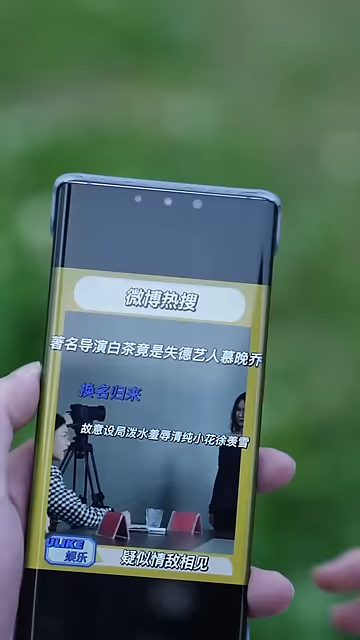 微博热搜
著名导演白茶竟是失德艺人慕晚乔
换名归来
故意设局泼水羞辱清纯小花徐羡雪
ULIKE
娱乐
疑似情敌相见